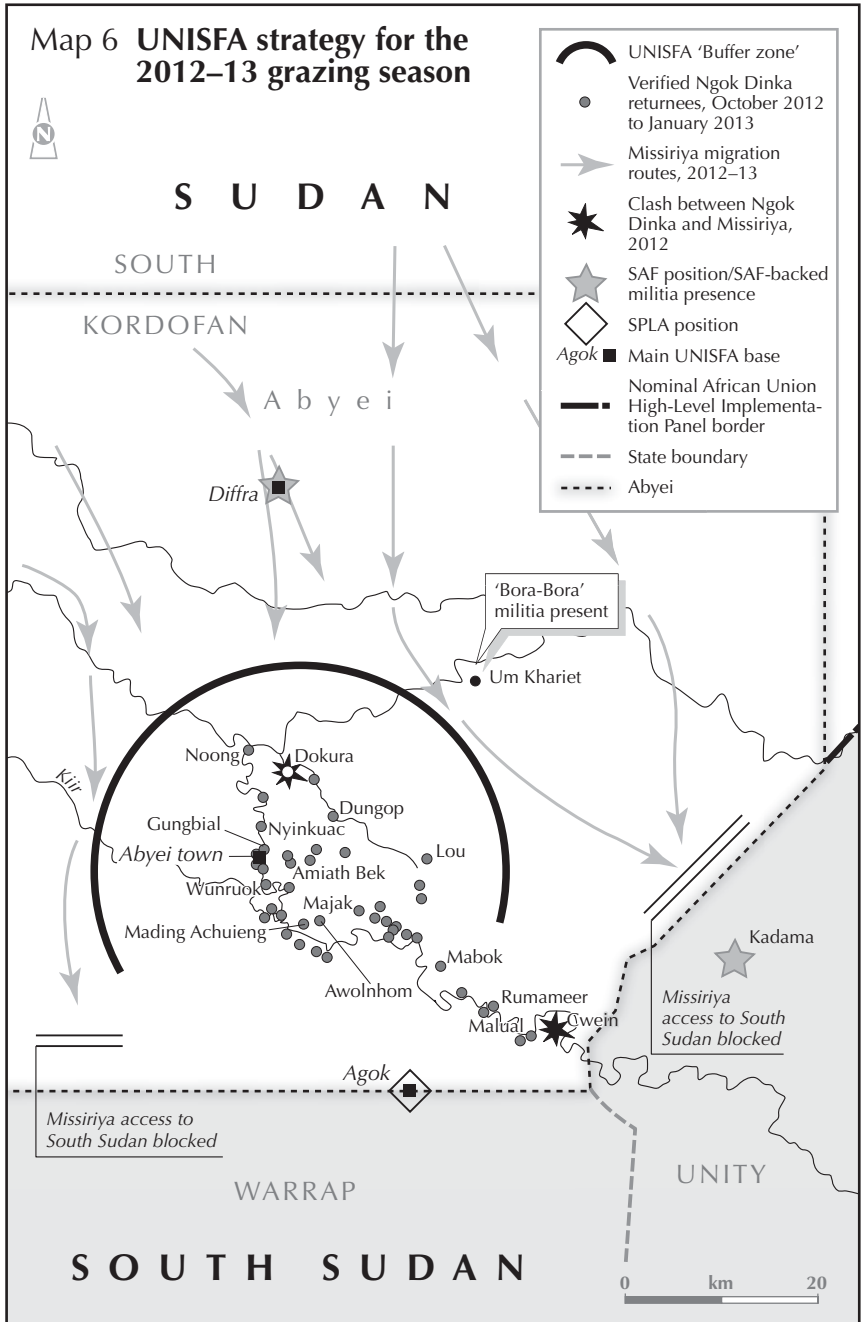 Map 6 UNISFA strategy for the
2012–13 grazing season
N
UNISFA ‘Buffer zone’
Verified Ngok Dinka
returnees, October 2012
to January 2013
Missiriya migration
routes, 2012–13
Clash between Ngok
Dinka and Missiriya,
2012
SAF position/SAF-backed
militia presence
SPLA position
Agok Main UNISFA base
Nominal African Union
High-Level Implementa-
tion Panel border
State boundary
Abyei
SUDAN
SOUTH
KORDOFAN
Abyei
Diffra
‘Bora-Bora’
militia present
Um Khariet
Noong
Dokura
Kiir
Dungop
Gungbial
Nyinkuac
Abyei town
Lou
Amiath Bek
Wunruok
Majak
Mading Achuieng
Kadama
Mabok
Awolnhom
Rumameer
Malual
Cwein
Missiriya
access to South
Sudan blocked
Agok
Missiriya access to
South Sudan blocked
WARRAP
UNITY
SOUTH SUDAN
0 km 20